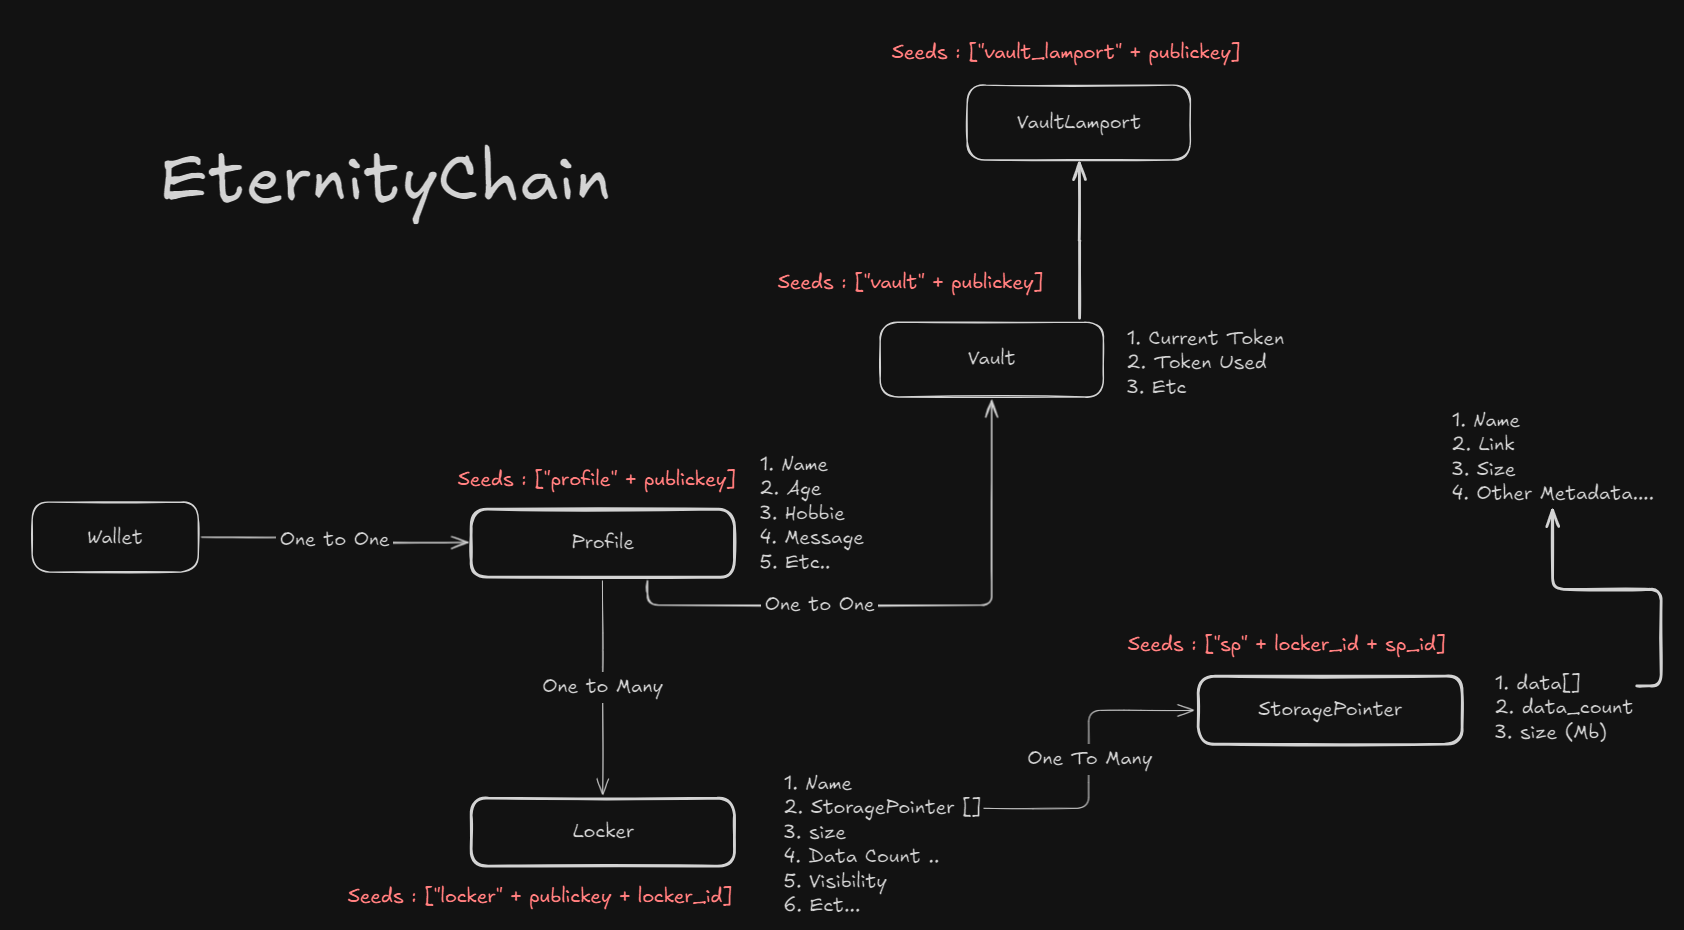 Seeds : ["vault_lamport" + publickey]
VaultLamport
EternityChain
Seeds : ["vault" + publickey]
Vault
1. Current Token
2. Token Used
3. Etc
1. Name
2. Link
3. Size
4. Other Metadata....
Seeds : ["profile" + publickey]
1. Name
2. Age
3. Hobbie
4. Message
5. Etc..
Wallet
One to One
Profile
One to One
Seeds : ["sp" + locker_id + sp_id]
One to Many
StoragePointer
1. data[]
2. data_count
3. size (Mb)
One To Many
Locker
1. Name
2. StoragePointer []
3. size
4. Data Count ..
5. Visibility
6. Ect...
Seeds : ["locker" + publickey + locker_id]